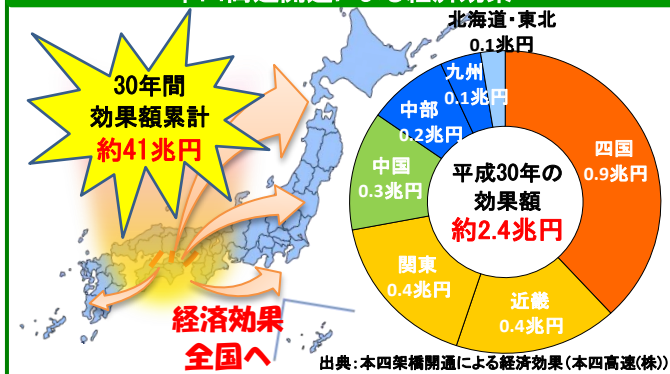 30年間
効果額累計
約41兆円
経済効果
全国へ
北海道・東北
0.1兆円
九州
0.1兆円
中部
0.2兆円
四国
0.9兆円
中国
0.3兆円
平成30年の
効果額
約2.4兆円
関東
0.4兆円
近畿
0.4兆円
出典:本四架橋開通による経済効果(本四高速(株))